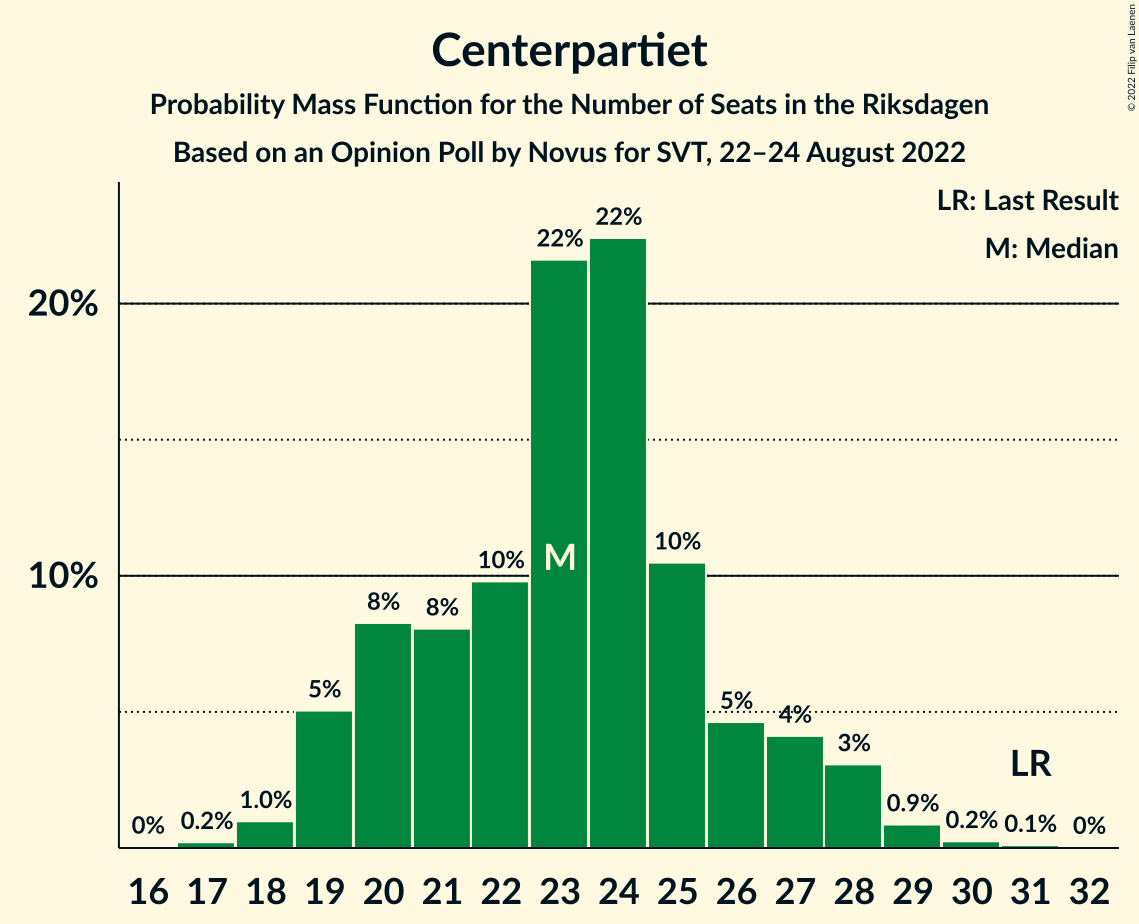 Centerpartiet
Probability Mass Function for the Number of Seats in the Riksdagen
Based on an Opinion Poll by Novus for SVT, 22–24 August 2022
© 2022 Filip van Laenen
LR: Last Result
M: Median
20%
10%
0% 0.2% 1.0% 5% 8% 8% 10% 22% 22% 10% 5% 4% 3% 0.9% 0.2% 0.1% 0%
M
LR
16 17 18 19 20 21 22 23 24 25 26 27 28 29 30 31 32